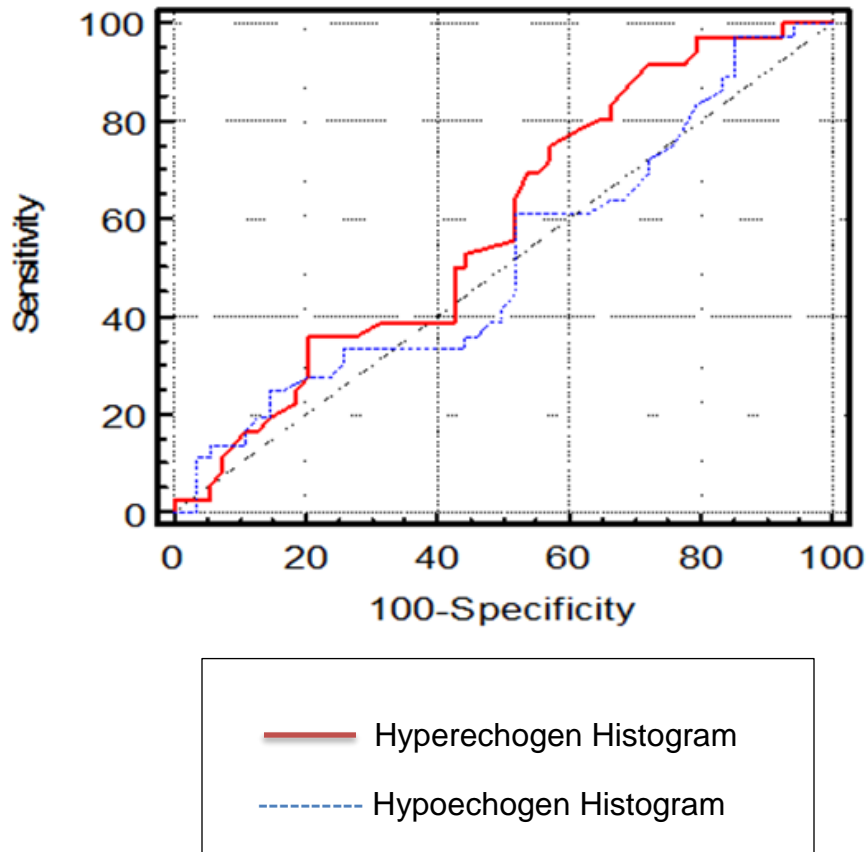 100
80
60
40
20
0
Sensitivity
0 20 40 60 80 100
100-Specificity
Hyperechogen Histogram
Hypoechogen Histogram